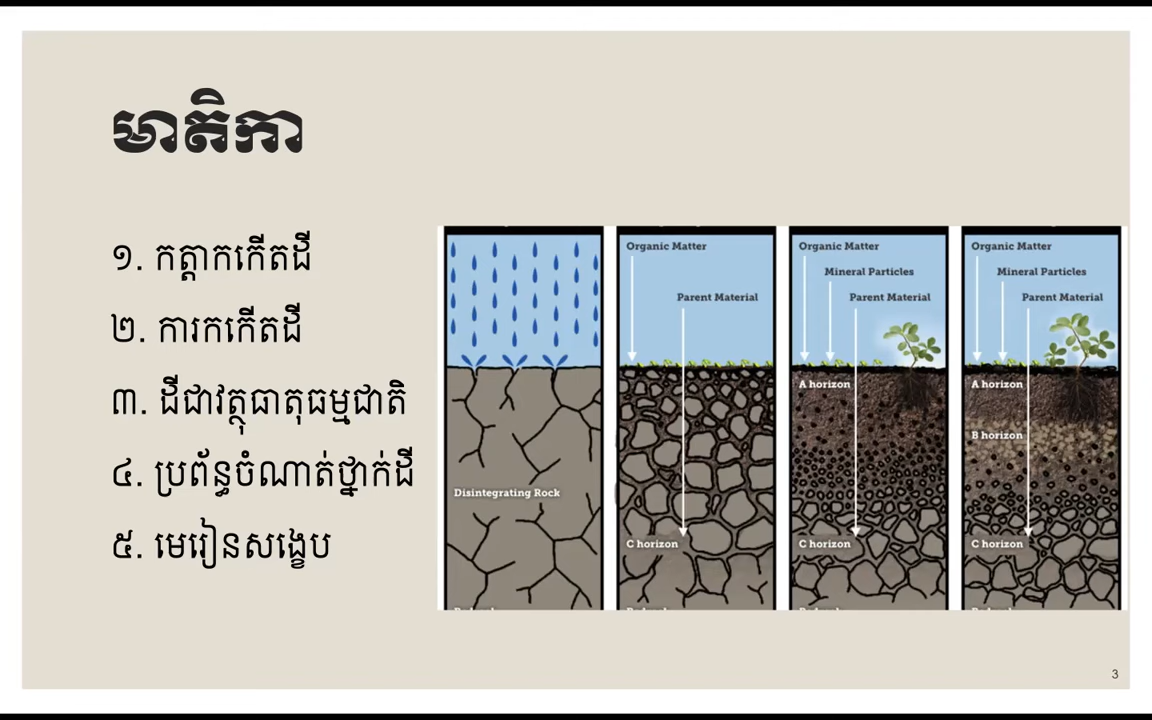 មាតិកា
១. កត្តាកកើតដី
២. ការកកើតដី
៣. ដីជាវត្ថុធាតុធម្មជាតិ
៤. ប្រព័ន្ធចំណាត់ថ្នាក់ដី
៥. មេរៀនសង្ខេប
Disintegrating Rock
Organic Matter
Parent Material
C horizon
Organic Matter
Mineral Particles
Parent Material
A horizon
C horizon
Organic Matter
Mineral Particles
Parent Material
A horizon
B horizon
C horizon
3